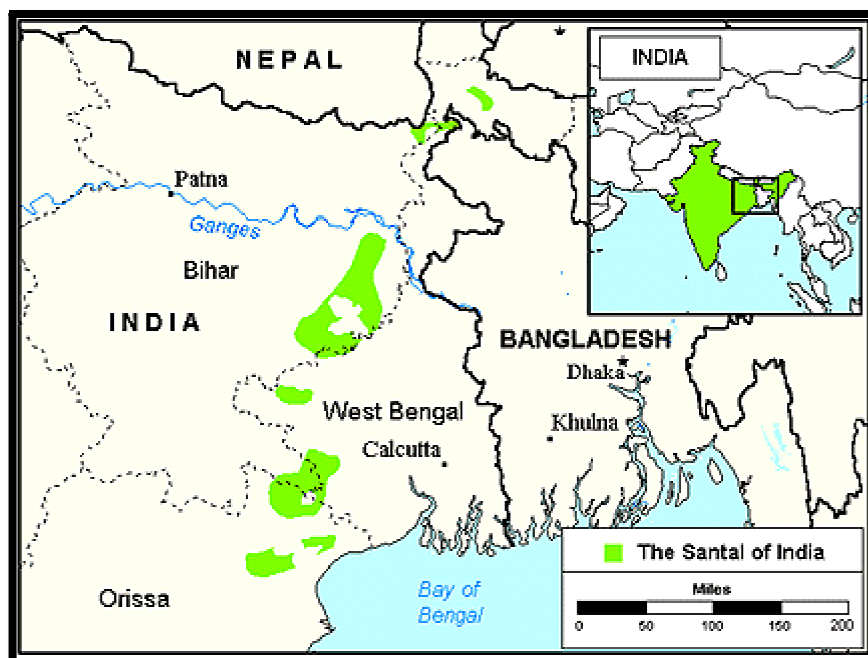 NEPAL
INDIA
Patna
Ganges
Bihar
INDIA
BANGLADESH
Dhaka
West Bengal
Khulna
Calcutta
The Santal of India
Miles
0 50 100 150 200
Bay of
Bengal
Orissa